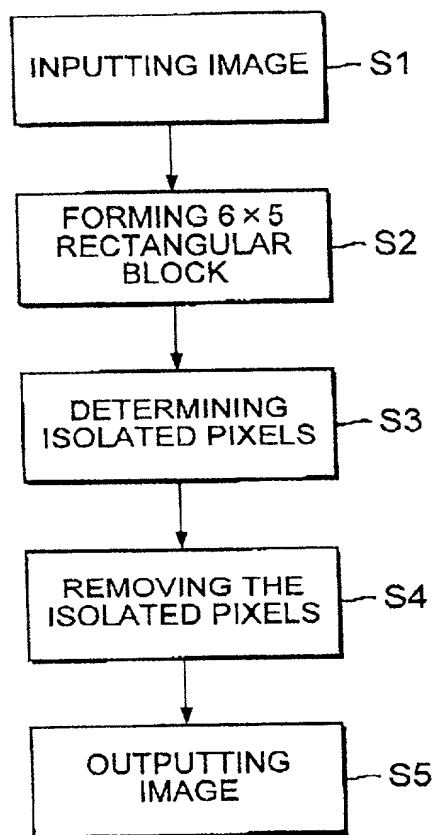 INPUTTING IMAGE
S1
FORMING 6×5
RECTANGULAR
BLOCK
S2
DETERMINING
ISOLATED PIXELS
S3
REMOVING THE
ISOLATED PIXELS
S4
OUTPUTTING
IMAGE
S5